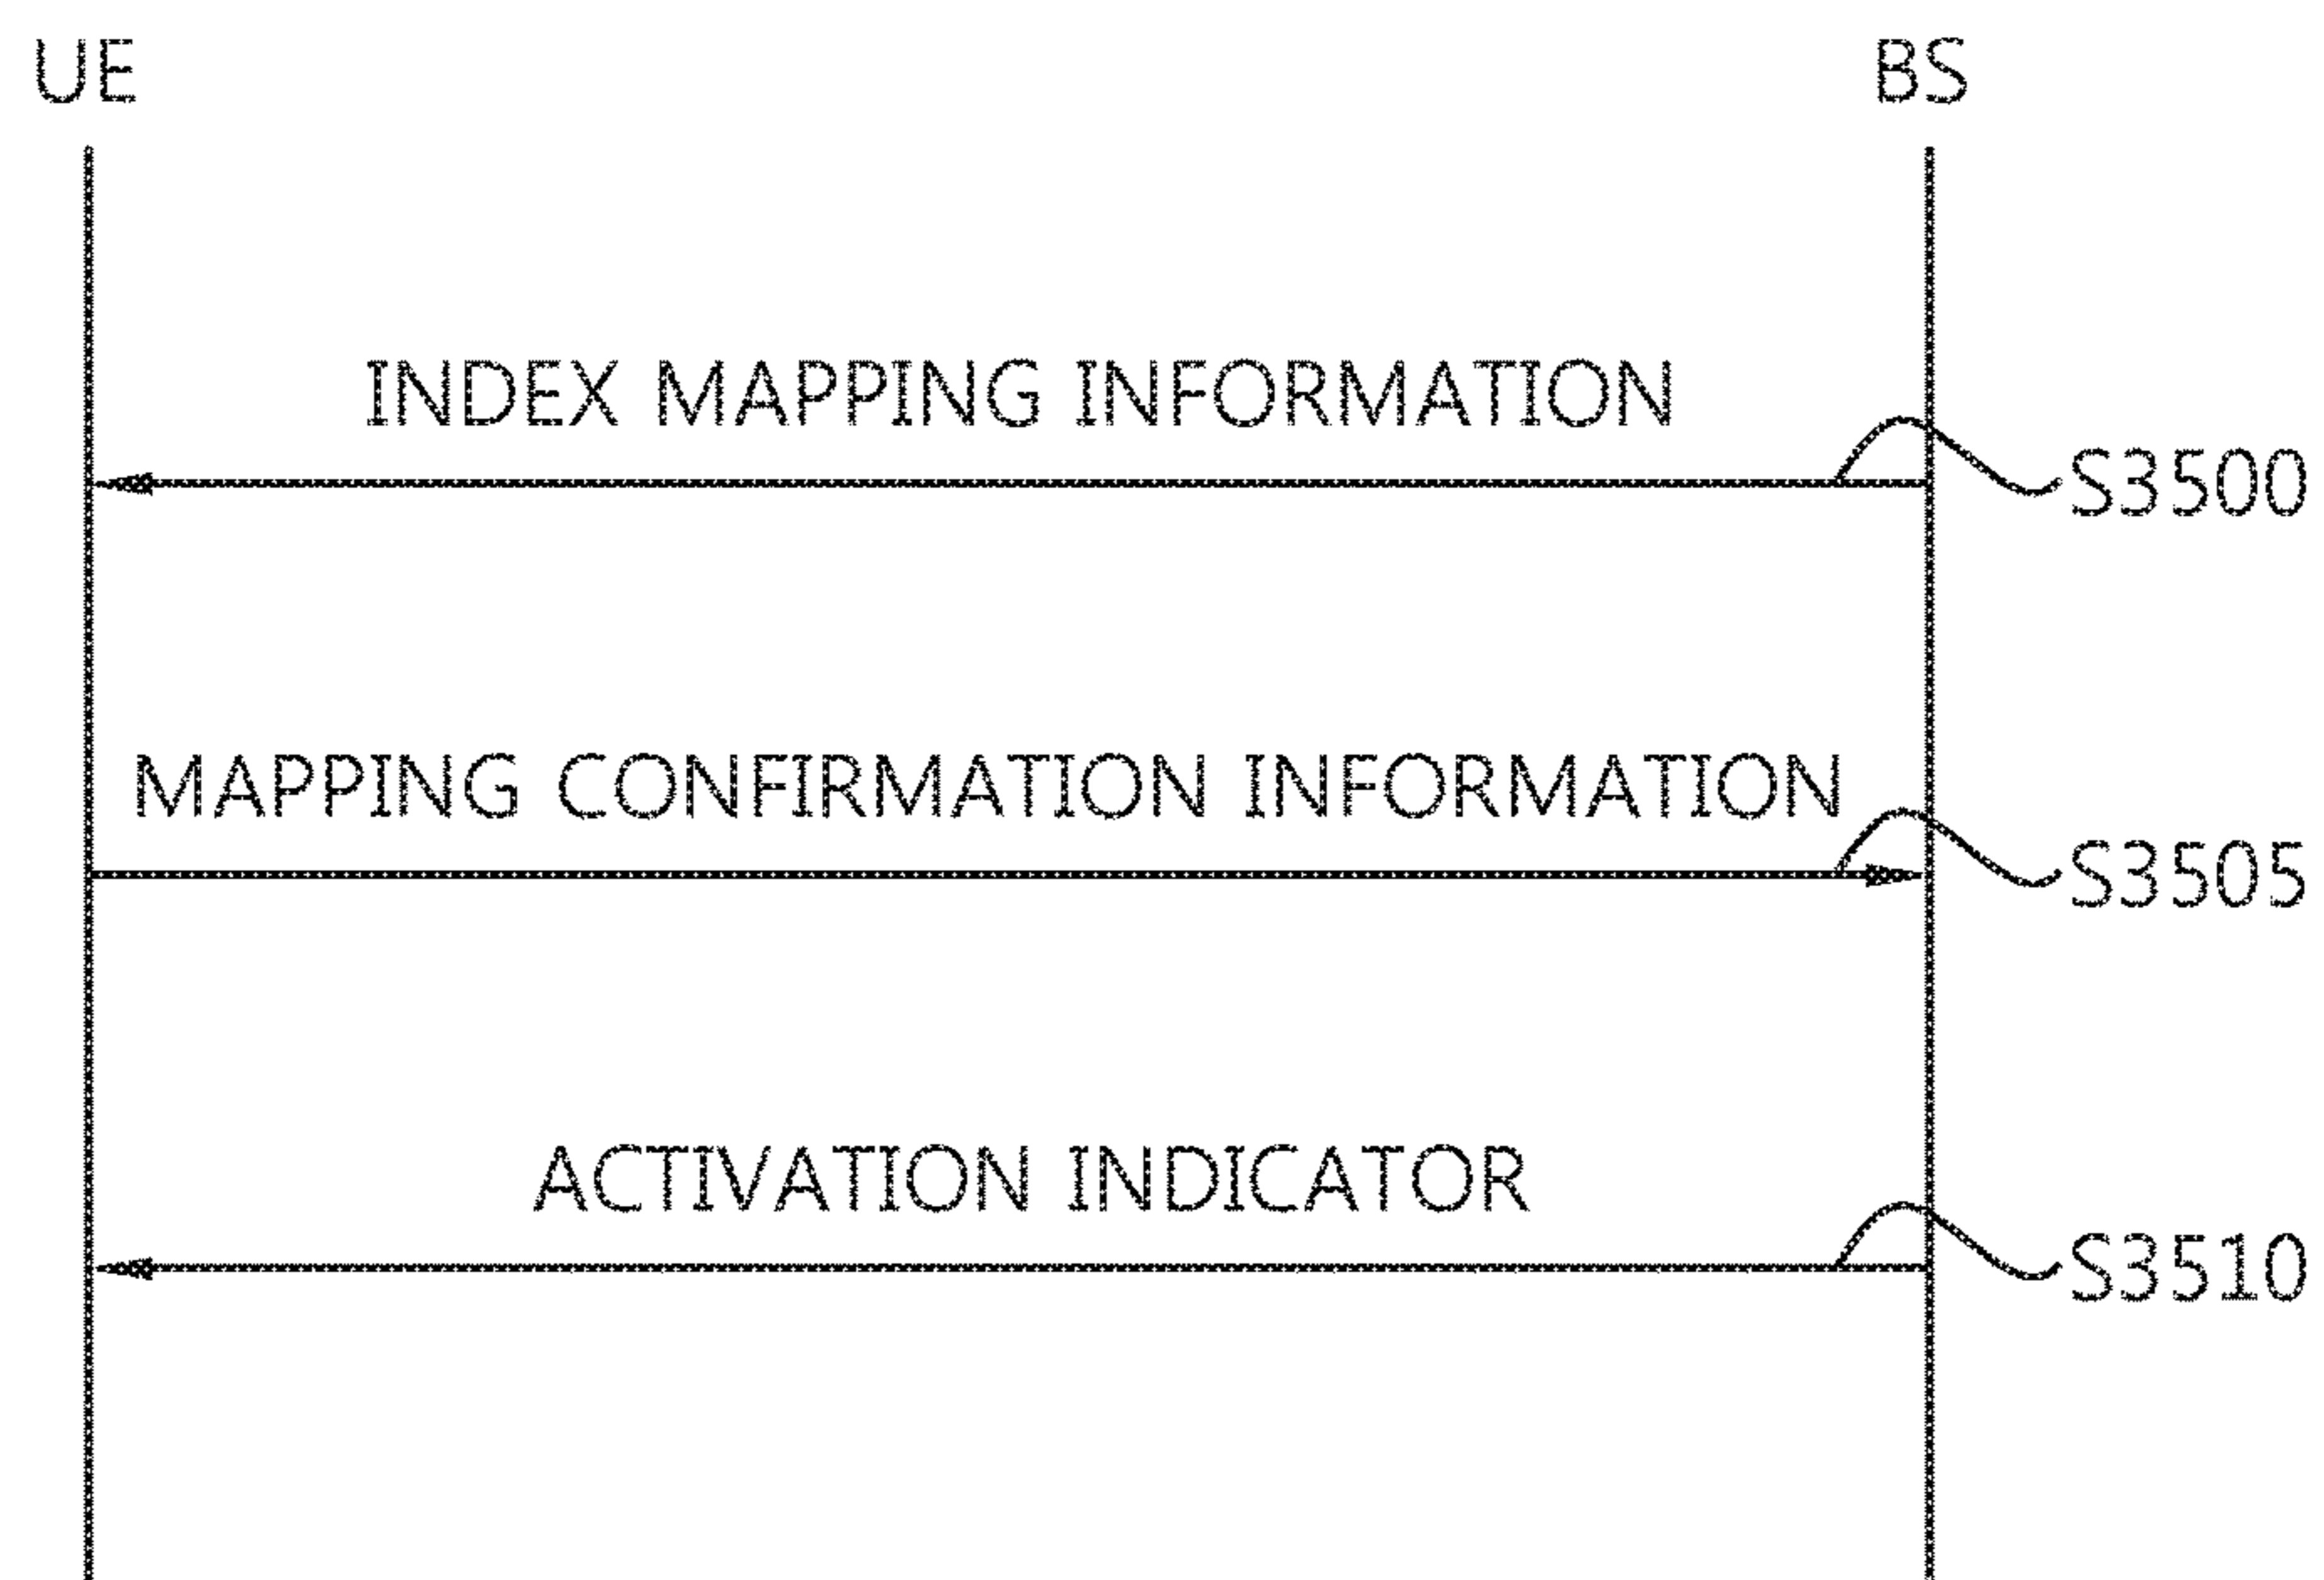 UE BS
INDEX MAPPING INFORMATION
S3500
MAPPING CONFIRMATION INFORMATION
S3505
ACTIVATION INDICATOR
S3510